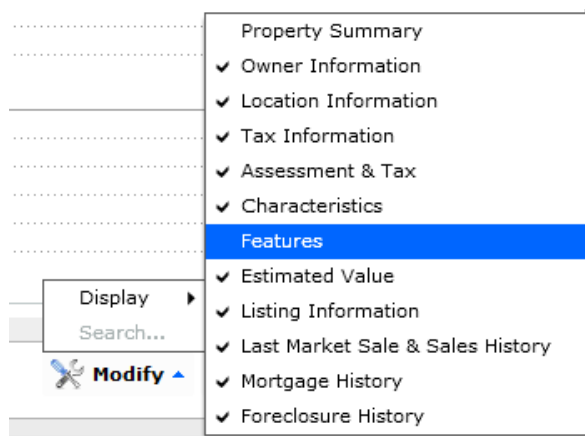 Property Summary
Owner Information
Location Information
Tax Information
Assessment & Tax
Characteristics
Features
Estimated Value
Listing Information
Last Market Sale & Sales History
Mortgage History
Foreclosure History
Display
Search...
Modify